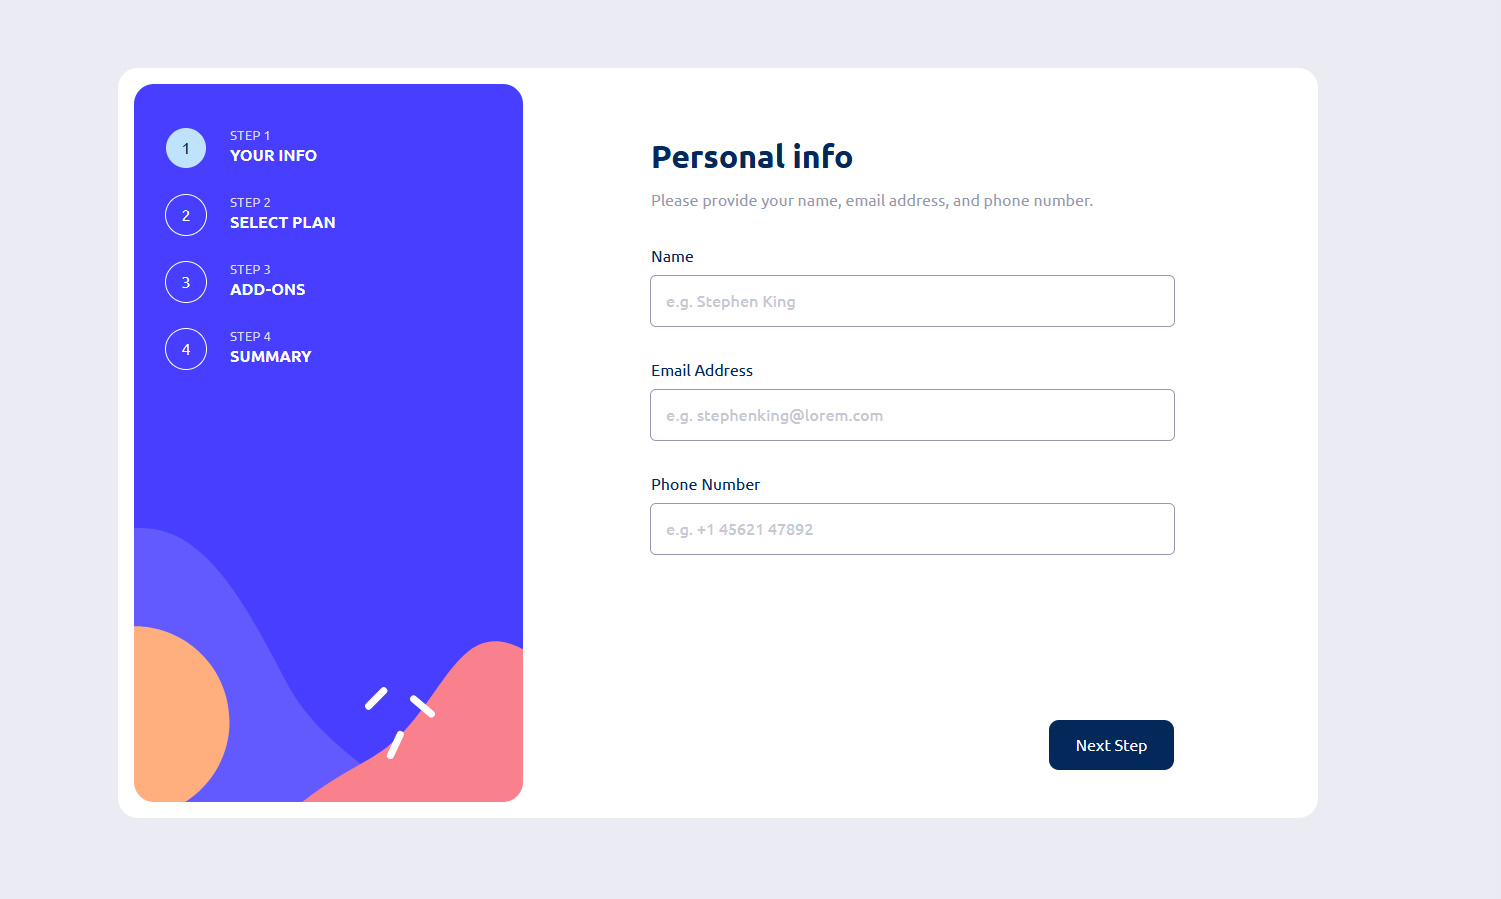 1
STEP 1
YOUR INFO
2
STEP 2
SELECT PLAN
3
STEP 3
ADD-ONS
4
STEP 4
SUMMARY
Personal info
Please provide your name, email address, and phone number.
Name
e.g. Stephen King
Email Address
e.g. stephenking@lorem.com
Phone Number
e.g. +1 45621 47892
Next Step